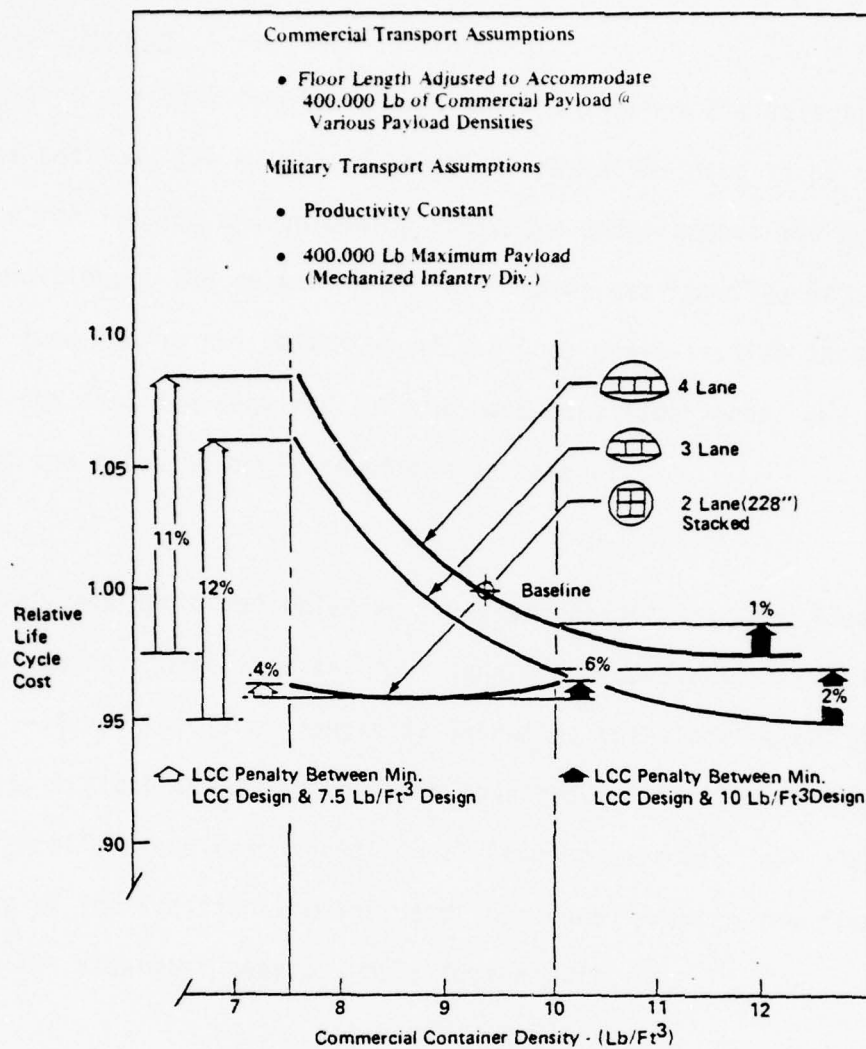 Commercial Transport Assumptions
• Floor Length Adjusted to Accommodate
400.000 Lb of Commercial Payload @
Various Payload Densities
Military Transport Assumptions
• Productivity Constant
• 400.000 Lb Maximum Payload
(Mechanized Infantry Div.)
1.10
4 Lane
1.05
3 Lane
2 Lane(228")
Stacked
11%
12%
1.00
Baseline
Relative
Life
Cycle
Cost
1%
.4%
.6%
2%
.95
LCC Penalty Between Min.
LCC Design & 7.5 Lb/Ft3 Design
LCC Penalty Between Min.
LCC Design & 10 Lb/Ft3Design
.90
7 8 9 10 11 12
Commercial Container Density - (Lb/Ft3)